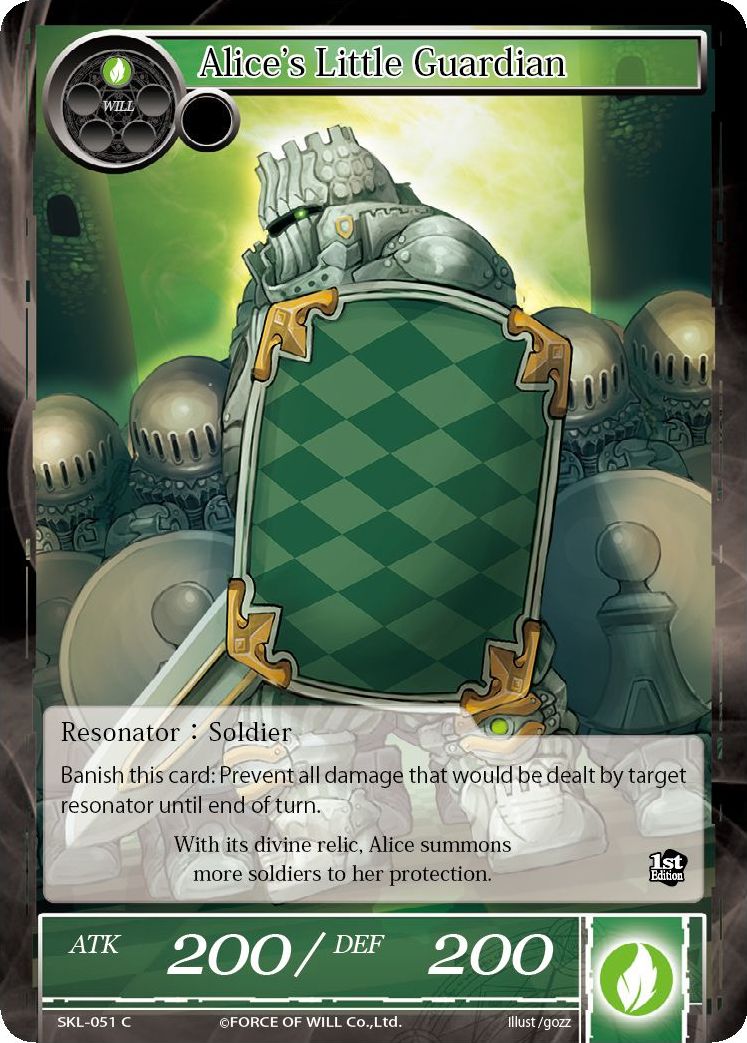 Alice's Little Guardian
WILL
Resonator : Soldier
Banish this card: Prevent all damage that would be dealt by target
resonator until end of turn.
With its divine relic, Alice summons
more soldiers to her protection.
1st
Edition
ATK 200 / DEF 200
SKL-051 C ©FORCE OF WILL Co.,Ltd. Illust /gozz